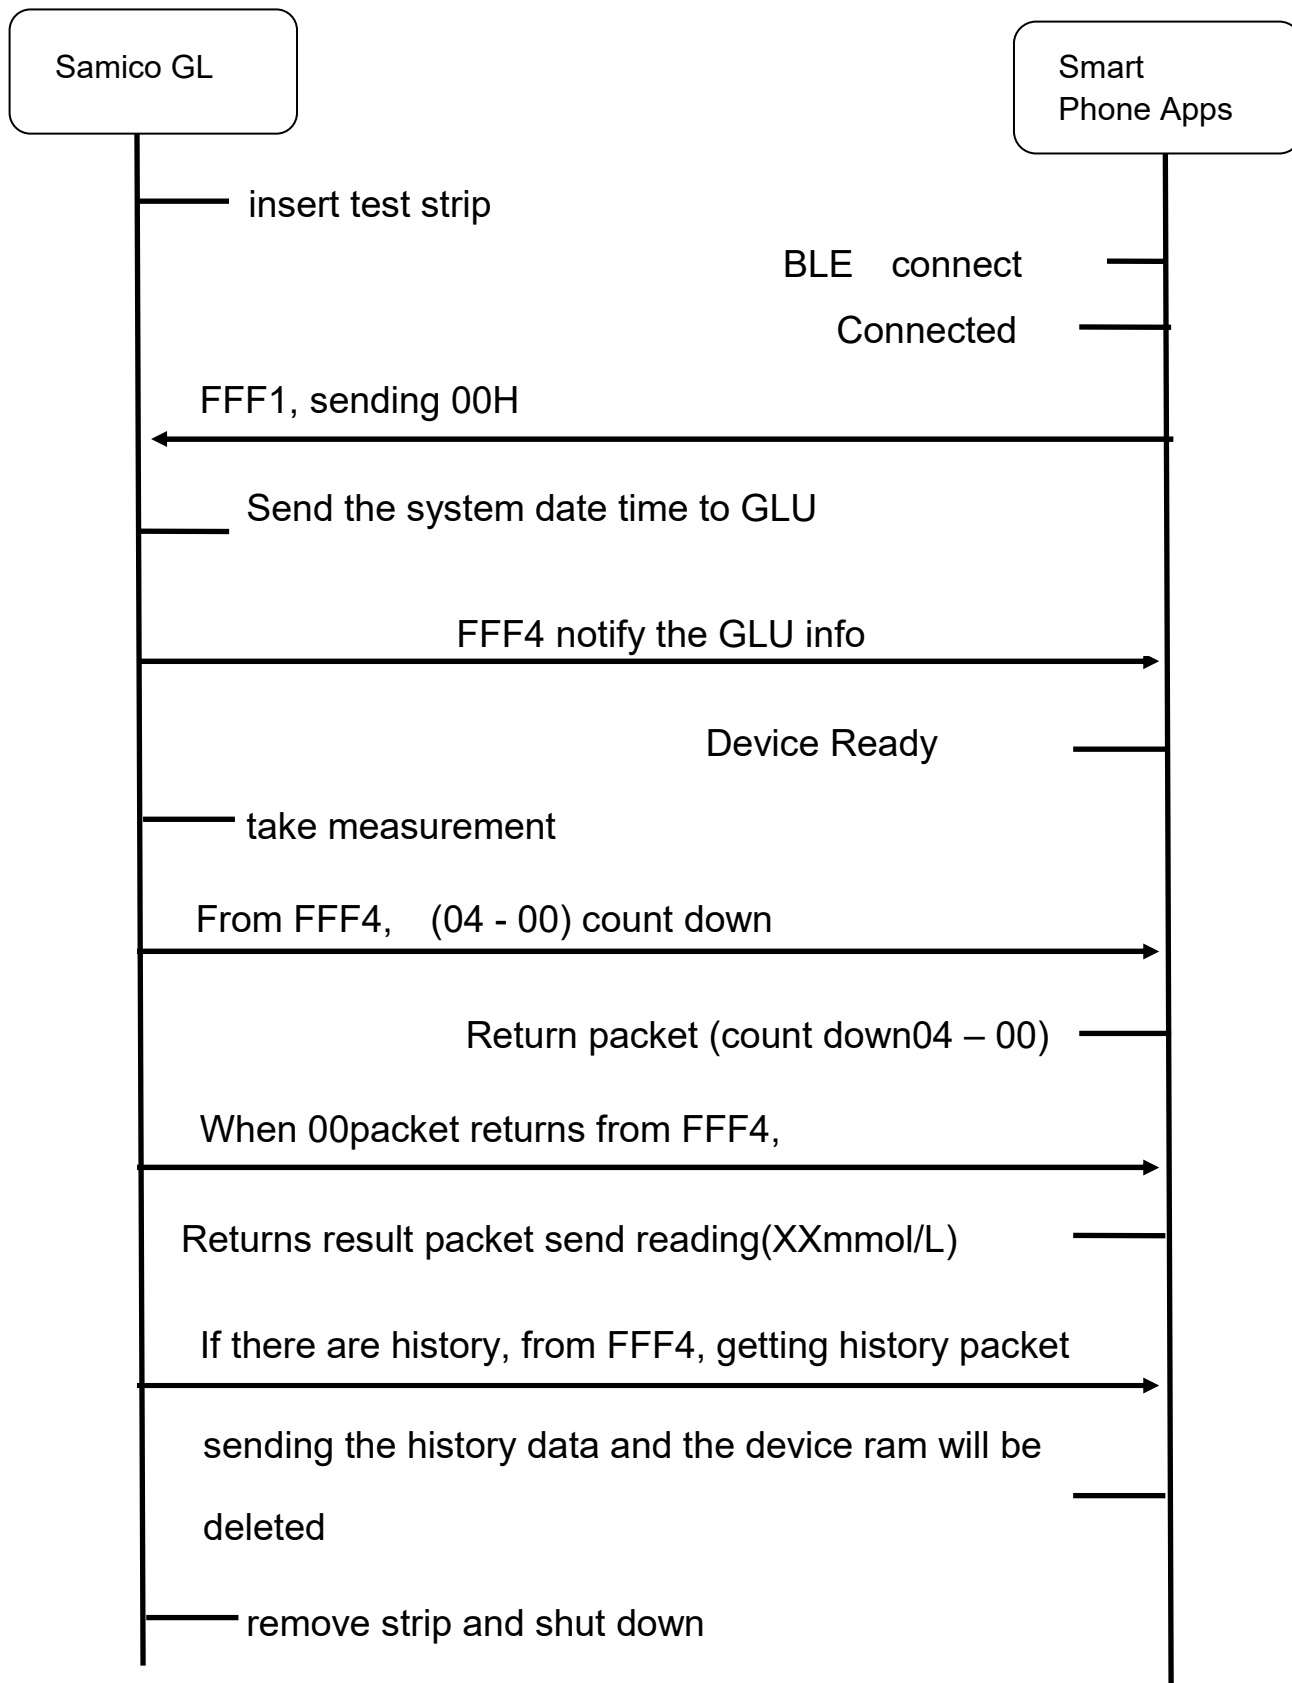 Samico GL
Smart
Phone Apps
insert test strip
BLE connect
Connected
FFF1, sending 00H
Send the system date time to GLU
FFF4 notify the GLU info
Device Ready
take measurement
From FFF4, (04 - 00) count down
Return packet (count down04 – 00)
When 00packet returns from FFF4,
Returns result packet send reading(XXmmol/L)
If there are history, from FFF4, getting history packet
sending the history data and the device ram will be
deleted
remove strip and shut down